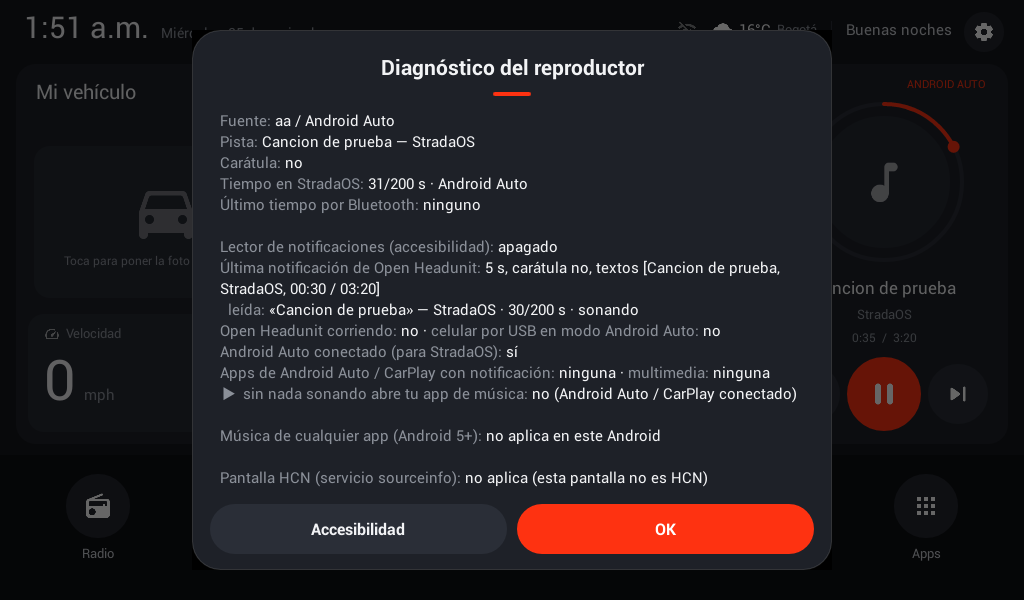 1:51 a.m.
16°C Bogotá
Buenas noches
Mi vehículo
ANDROID AUTO
Diagnóstico del reproductor
Fuente: aa / Android Auto
Pista: Cancion de prueba — StradaOS
Carátula: no
Tiempo en StradaOS: 31/200 s · Android Auto
Último tiempo por Bluetooth: ninguno
Lector de notificaciones (accesibilidad): apagado
Última notificación de Open Headunit: 5 s, carátula no, textos [Cancion de prueba,
StradaOS, 00:30 / 03:20]
leída: «Cancion de prueba» — StradaOS · 30/200 s · sonando
Open Headunit corriendo: no · celular por USB en modo Android Auto: no
Android Auto conectado (para StradaOS): sí
Apps de Android Auto / CarPlay con notificación: ninguna · multimedia: ninguna
▶ sin nada sonando abre tu app de música: no (Android Auto / CarPlay conectado)
Música de cualquier app (Android 5+): no aplica en este Android
Pantalla HCN (servicio sourceinfo): no aplica (esta pantalla no es HCN)
Accesibilidad
OK
Toca para poner la foto
Velocidad
0 mph
ncion de prueba
StradaOS
0:35 / 3:20
Radio
Apps